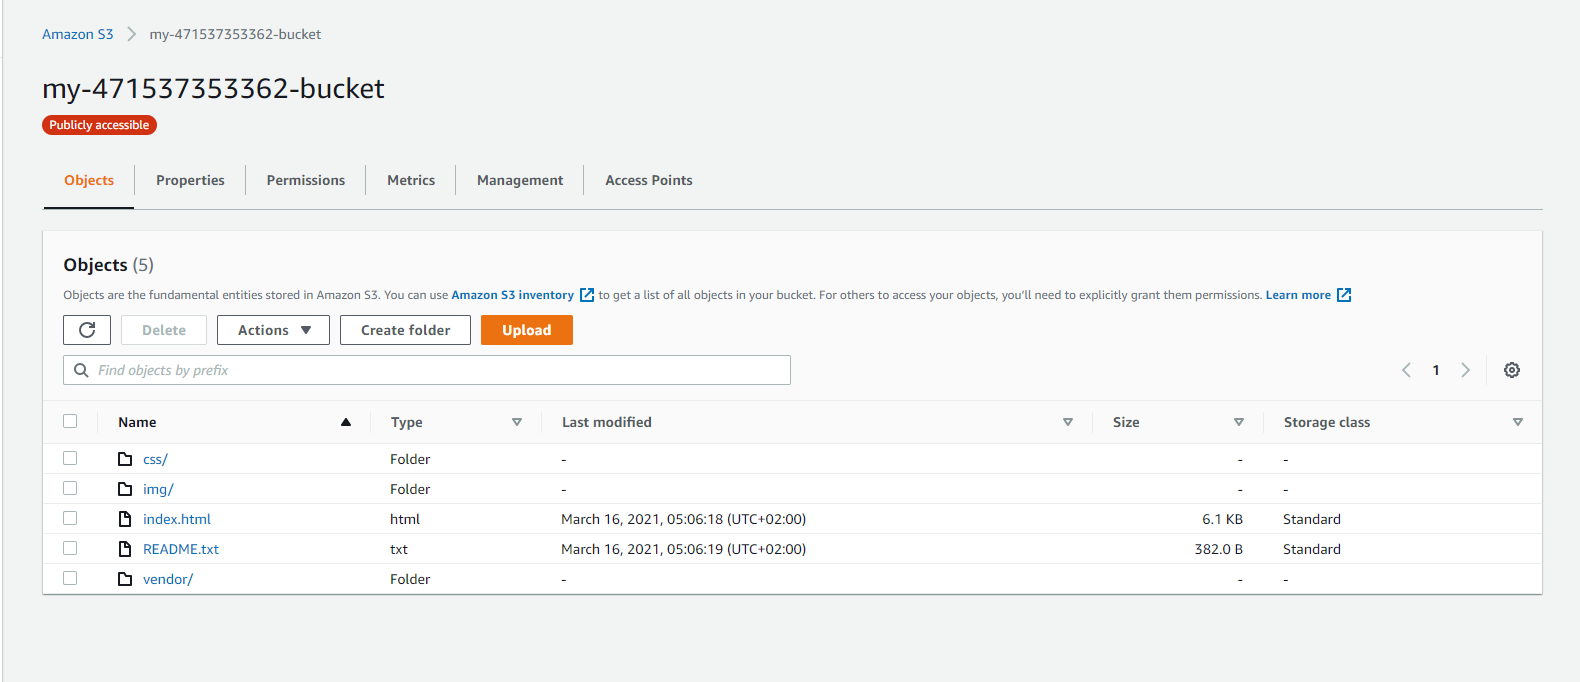 Amazon S3 my-471537353362-bucket
my-471537353362-bucket
Publicly accessible
Objects Properties Permissions Metrics Management Access Points
Objects (5)
Objects are the fundamental entities stored in Amazon S3. You can use Amazon S3 inventory to get a list of all objects in your bucket. For others to access your objects, you'll need to explicitly grant them permissions. Learn more
Delete Actions Create folder Upload
Find objects by prefix 1
Name Type Last modified Size Storage class
css/ Folder - - -
img/ Folder - - -
index.html html March 16, 2021, 05:06:18 (UTC+02:00) 6.1 KB Standard
README.txt txt March 16, 2021, 05:06:19 (UTC+02:00) 382.0 B Standard
vendor/ Folder - - -